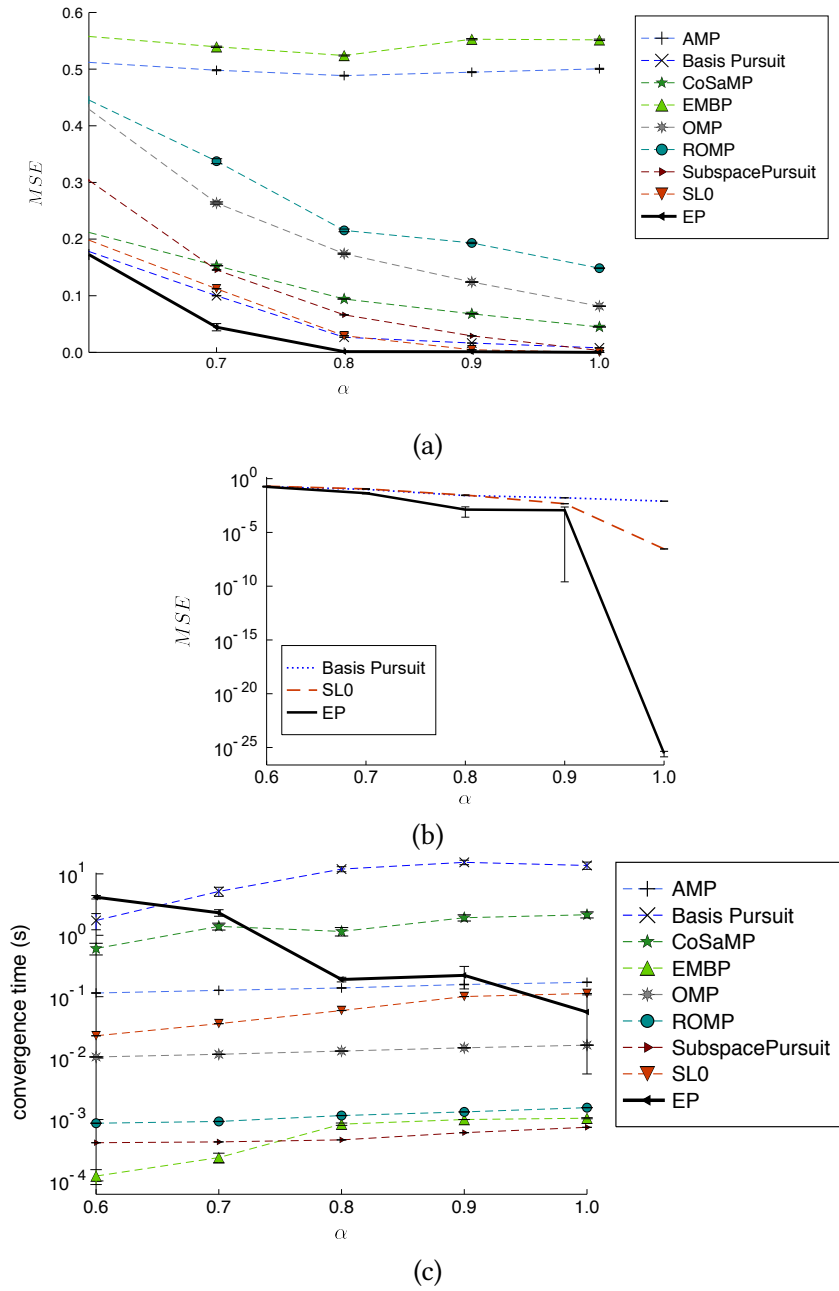 0.6
0.5
0.4
0.3
0.2
0.1
0.0
MSE
0.7
0.8
0.9
1.0
α
AMP
Basis Pursuit
CoSaMP
EMBP
OMP
ROMP
SubspacePursuit
SL0
EP
(a)
10^0
10^-5
10^-10
10^-15
10^-20
10^-25
MSE
Basis Pursuit
SL0
EP
0.6
0.7
0.8
0.9
1.0
α
(b)
10^1
10^0
10^-1
10^-2
10^-3
10^-4
convergence time (s)
0.6
0.7
0.8
0.9
1.0
α
AMP
Basis Pursuit
CoSaMP
EMBP
OMP
ROMP
SubspacePursuit
SL0
EP
(c)